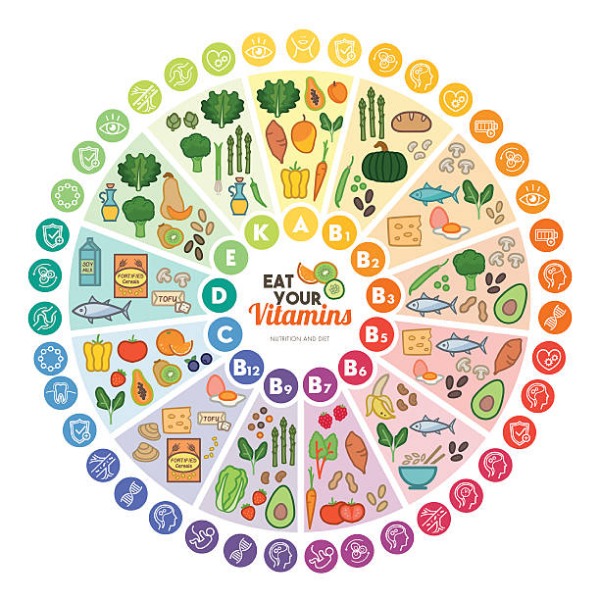 A
B1
B2
B3
B5
B6
B7
B9
B12
C
D
E
K
EAT
YOUR
Vitamins
NUTRITION AND DIET
SOY
MILK
FORTIFIED
Cereals
TOFU
TOFU
FORTIFIED
Cereals